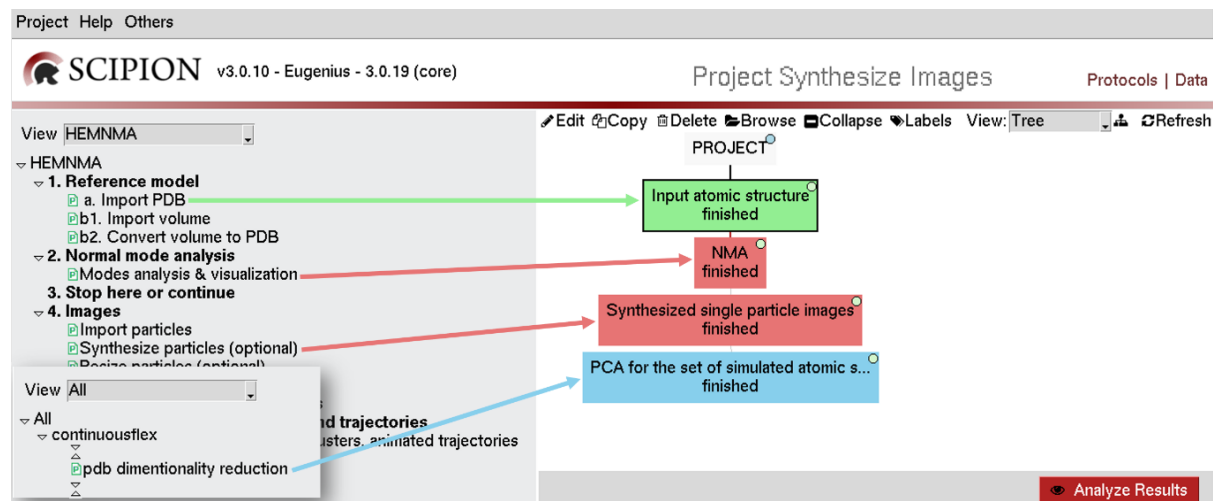 Project Help Others
SCIPION v3.0.10 - Eugenius - 3.0.19 (core)
Project Synthesize Images
Protocols | Data
View HEMNMA
Edit Copy Delete Browse Collapse Labels View: Tree Refresh
HEMNMA
1. Reference model
a. Import PDB
b1. Import volume
b2. Convert volume to PDB
2. Normal mode analysis
Modes analysis & visualization
3. Stop here or continue
4. Images
Import particles
Synthesize particles (optional)
Resize particles (optional)
nd trajectories
usters, animated trajectories
View All
All
continuousflex
pdb dimentionality reduction
PROJECT
Input atomic structure
finished
NMA
finished
Synthesized single particle images
finished
PCA for the set of simulated atomic s...
finished
Analyze Results